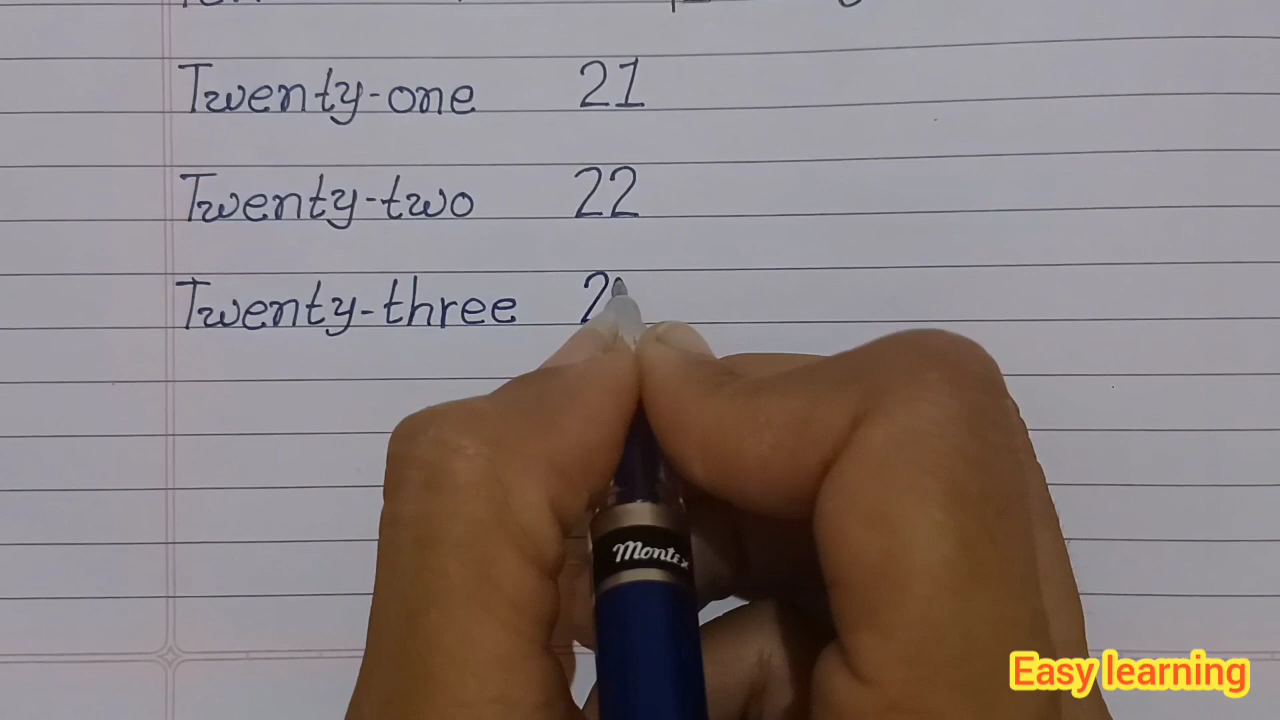 Twenty-one 21
Twenty-two 22
Twenty-three 2
Montex
Easy learning